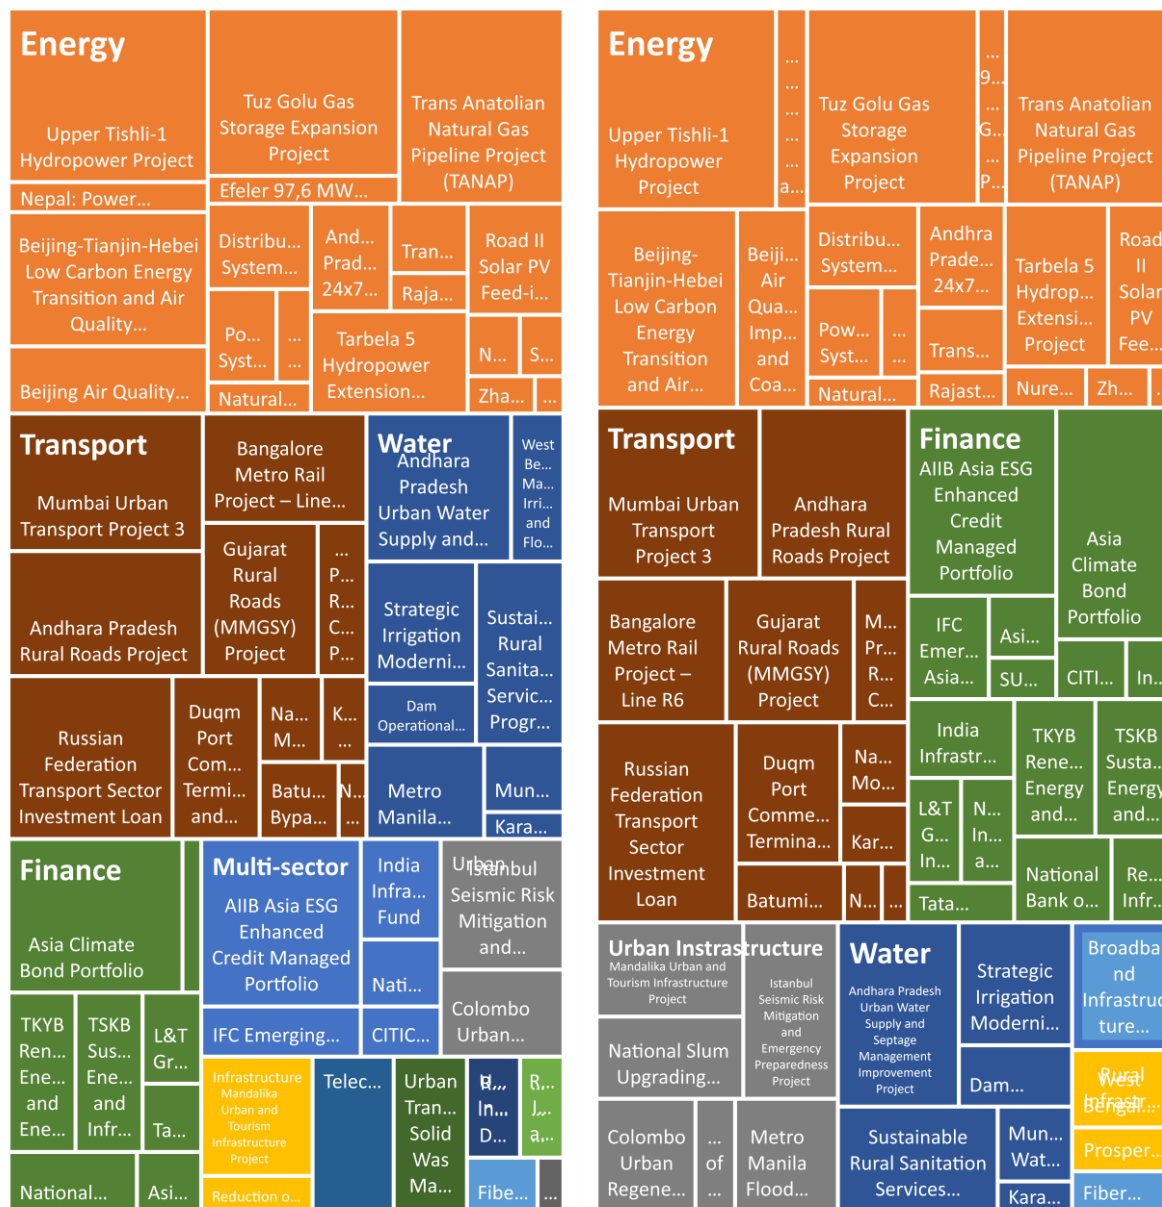 Energy
Upper Tishli-1
Hydropower Project
Nepal: Power...
Beijing-Tianjin-Hebei
Low Carbon Energy
Transition and Air
Quality...
Beijing Air Quality...
Tuz Golu Gas
Storage Expansion
Project
Efeler 97,6 MW...
Trans Anatolian
Natural Gas
Pipeline Project
(TANAP)
Distribu...
System...
And...
Prad...
24x7...
Tran...
Raja...
Road II
Solar PV
Feed-i...
Po...
Syst...
...
...
Natural...
Tarbela 5
Hydropower
Extension...
N...
S...
Zha...
...
Transport
Mumbai Urban
Transport Project 3
Andhara Pradesh
Rural Roads Project
Bangalore
Metro Rail
Project – Line...
Gujarat
Rural
Roads
(MMGSY)
Project
...
P...
R...
C...
P...
Russian
Federation
Transport Sector
Investment Loan
Duqm
Port
Com...
Termi...
and...
Na...
M...
K...
...
Batu...
Bypa...
N...
...
Water
Andhara
Pradesh
Urban Water
Supply and...
West
Be...
Ma...
Irri...
and
Flo...
Strategic
Irrigation
Moderni...
Sustai...
Rural
Sanita...
Servic...
Progr...
Dam
Operational...
Metro
Manila...
Mun...
Kara...
Finance
Asia Climate
Bond Portfolio
TKYB
Ren...
Ene...
and
Ene...
TSKB
Sus...
Ene...
and
Infr...
L&T
Gr...
Ta...
National...
Asi...
Multi-sector
AIIB Asia ESG
Enhanced
Credit Managed
Portfolio
India
Infra...
Fund
Nati...
IFC Emerging...
CITIC...
Urban
Istanbul
Seismic Risk
Mitigation
and...
Colombo
Urban...
Infrastructure
Mandalika
Urban and
Tourism
Infrastructure
Project
Reduction o...
Telec...
Urban
Tran...
Solid
Was
Ma...
In...
D...
R...
J...
a...
Fibe...
...
Energy
Upper Tishli-1
Hydropower
Project
...
...
...
...
...
a...
Tuz Golu Gas
Storage
Expansion
Project
...
9...
...
G...
...
P...
Trans Anatolian
Natural Gas
Pipeline Project
(TANAP)
Beijing-
Tianjin-Hebei
Low Carbon
Energy
Transition
and Air...
Beiji...
Air
Qua...
Imp...
and
Coa...
Distribu...
System...
Andhra
Prade...
24x7...
Tarbela 5
Hydrop...
Extensi...
Project
Road
II
Solar
PV
Fee...
Pow...
Syst...
...
...
Trans...
Natural...
Rajast...
Nure...
Zh...
...
Transport
Mumbai Urban
Transport
Project 3
Andhara
Pradesh Rural
Roads Project
Bangalore
Metro Rail
Project –
Line R6
Gujarat
Rural Roads
(MMGSY)
Project
M...
Pr...
R...
C...
Russian
Federation
Transport
Sector
Investment
Loan
Duqm
Port
Comme...
Termina...
Na...
Mo...
Kar...
Batumi...
N...
...
Finance
AIIB Asia ESG
Enhanced
Credit
Managed
Portfolio
Asia
Climate
Bond
Portfolio
IFC
Emer...
Asia...
Asi...
SU...
CITI...
In...
India
Infrastr...
TKYB
Rene...
Energy
and...
TSKB
Susta...
Energy
and...
L&T
G...
In...
N...
In...
a...
Tata...
National
Bank o...
Re...
Infr...
Urban Instrastructure
Mandalika Urban and
Tourism Infrastructure
Project
Istanbul
Seismic Risk
Mitigation
and
Emergency
Preparedness
Project
National Slum
Upgrading...
Colombo
Urban
Regene...
...
of
...
Metro
Manila
Flood...
Water
Andhara Pradesh
Urban Water
Supply and
Septage
Management
Improvement
Project
Strategic
Irrigation
Moderni...
Dam...
Sustainable
Rural Sanitation
Services...
Mun...
Wat...
Kara...
Broadba
nd
Infrastruc
ture...
Rural
Infrastr...
West
Bengal...
Prosper...
Fiber...